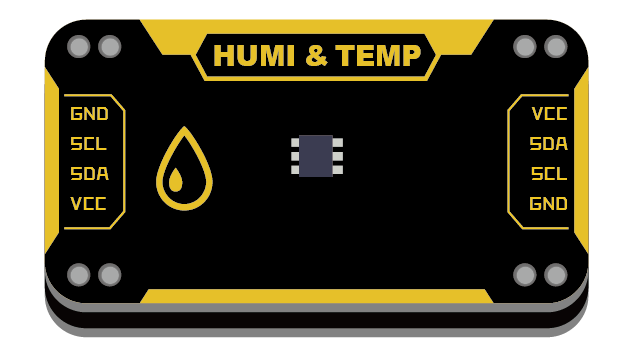 HUMI & TEMP
GND
SCL
SDA
VCC
VCC
SDA
SCL
GND